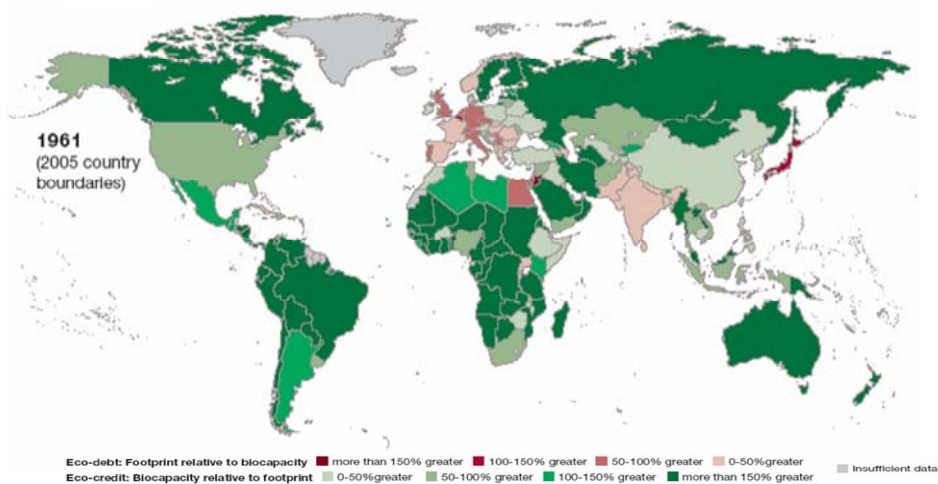 1961
(2005 country
boundaries)
Eco-debt: Footprint relative to biocapacity more than 150% greater 100-150% greater 50-100% greater 0-50%greater
Eco-credit: Biocapacity relative to footprint 0-50%greater 50-100% greater 100-150% greater more than 150% greater
Insufficient data